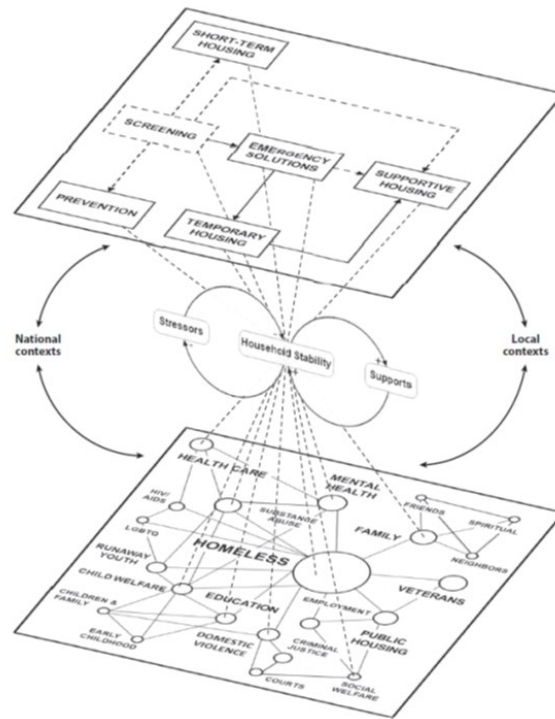 SHORT-TERM
HOUSING
SCREENING
EMERGENCY
SOLUTIONS
SUPPORTIVE
HOUSING
PREVENTION
TEMPORARY
HOUSING
National
contexts
Stressors
Household Stability
Supports
Local
contexts
HEALTH CARE
MENTAL
HEALTH
HIV/
AIDS
SUBSTANCE
ABUSE
FRIENDS
SPIRITUAL
LGBTQ
FAMILY
HOMELESS
NEIGHBORS
RUNAWAY
YOUTH
CHILD WELFARE
VETERANS
EDUCATION
EMPLOYMENT
CHILDREN &
FAMILY
PUBLIC
HOUSING
EARLY
CHILDHOOD
DOMESTIC
VIOLENCE
CRIMINAL
JUSTICE
COURTS
SOCIAL
WELFARE